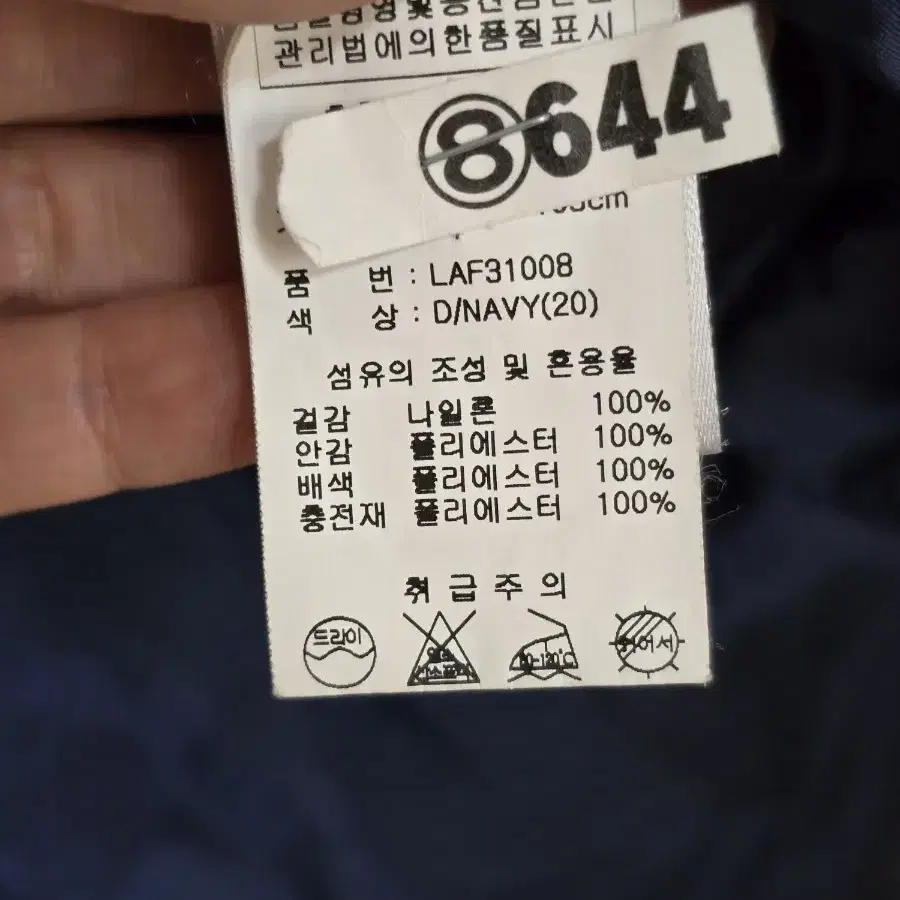 관리법에의한품질표시
⑧644
품 번 : LAF31008
색 상 : D/NAVY(20)
섬유의 조성 및 혼용율
겉감 나일론 100%
안감 폴리에스터 100%
배색 폴리에스터 100%
충전재 폴리에스터 100%
취급주의
드라이
뉘어서